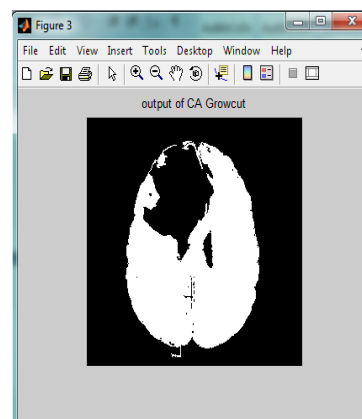 Figure 3
File Edit View Insert Tools Desktop Window Help
output of CA Growcut